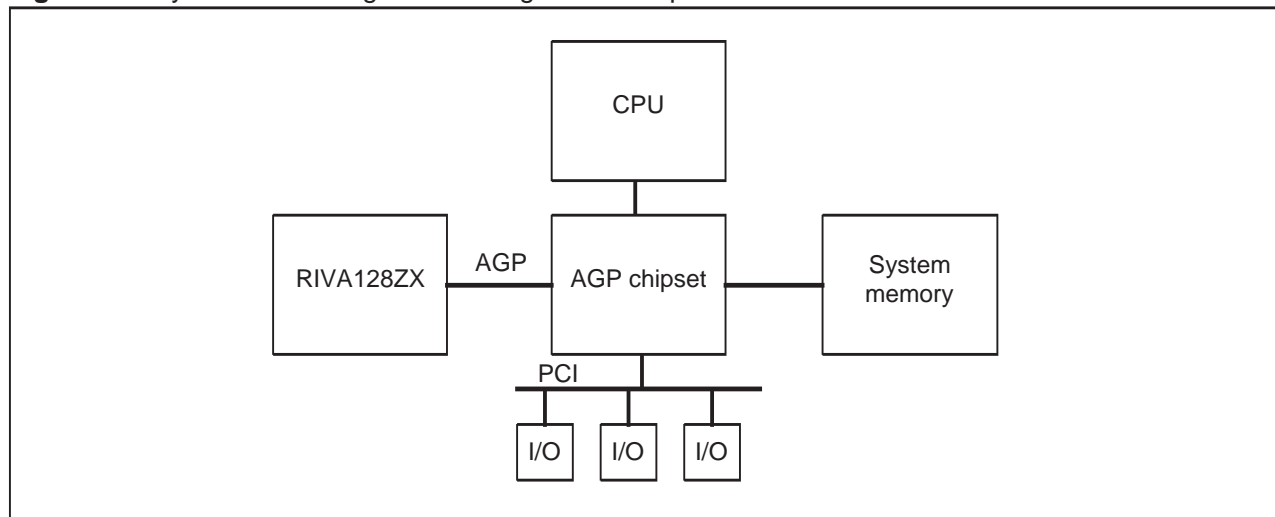 CPU
RIVA128ZX
AGP
AGP chipset
System
memory
PCI
I/O
I/O
I/O